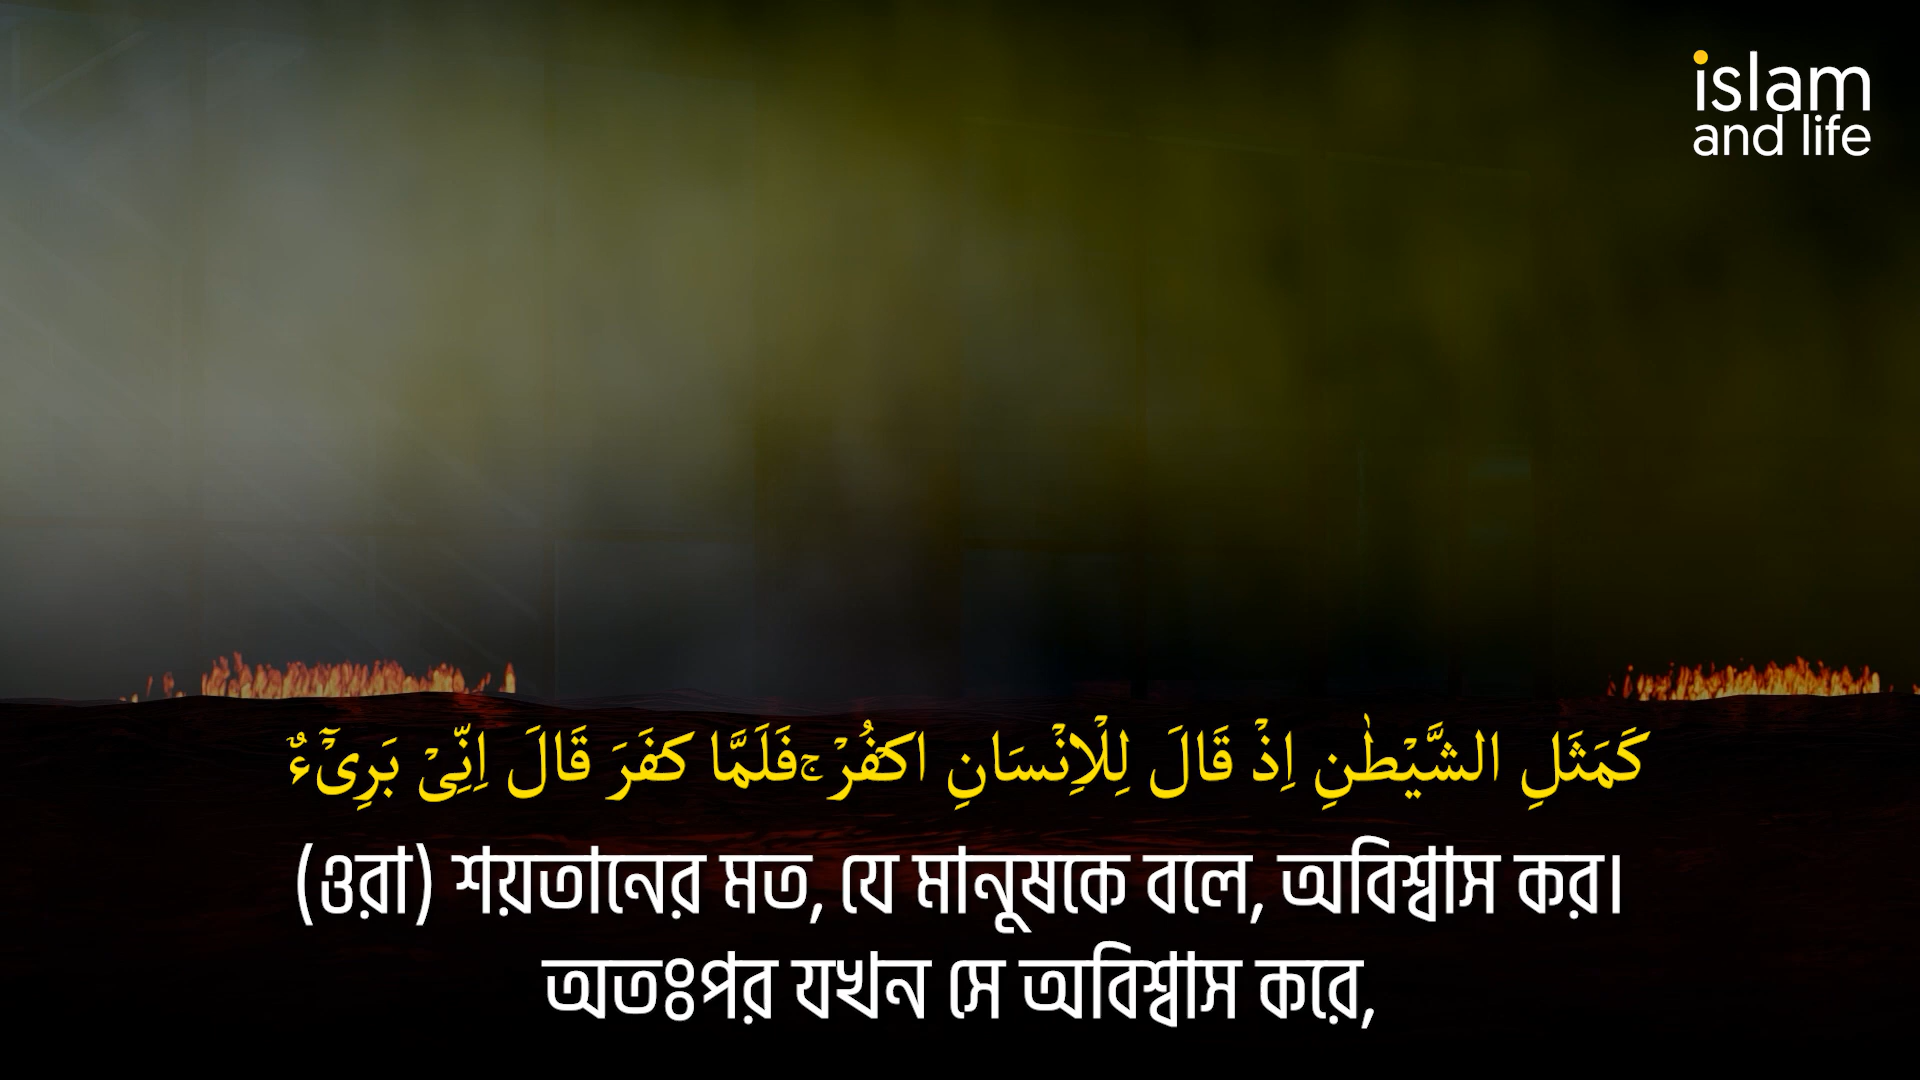 islam
and life
كَمَثَلِ الشَّيْطٰنِ اِذْ قَالَ لِلْاِنْسَانِ اكْفُرْ ۚ فَلَمَّا كَفَرَ قَالَ اِنِّىْ بَرِىْٓءٌ
(ওরা) শয়তানের মত, যে মানুষকে বলে, অবিশ্বাস কর।
অতঃপর যখন সে অবিশ্বাস করে,